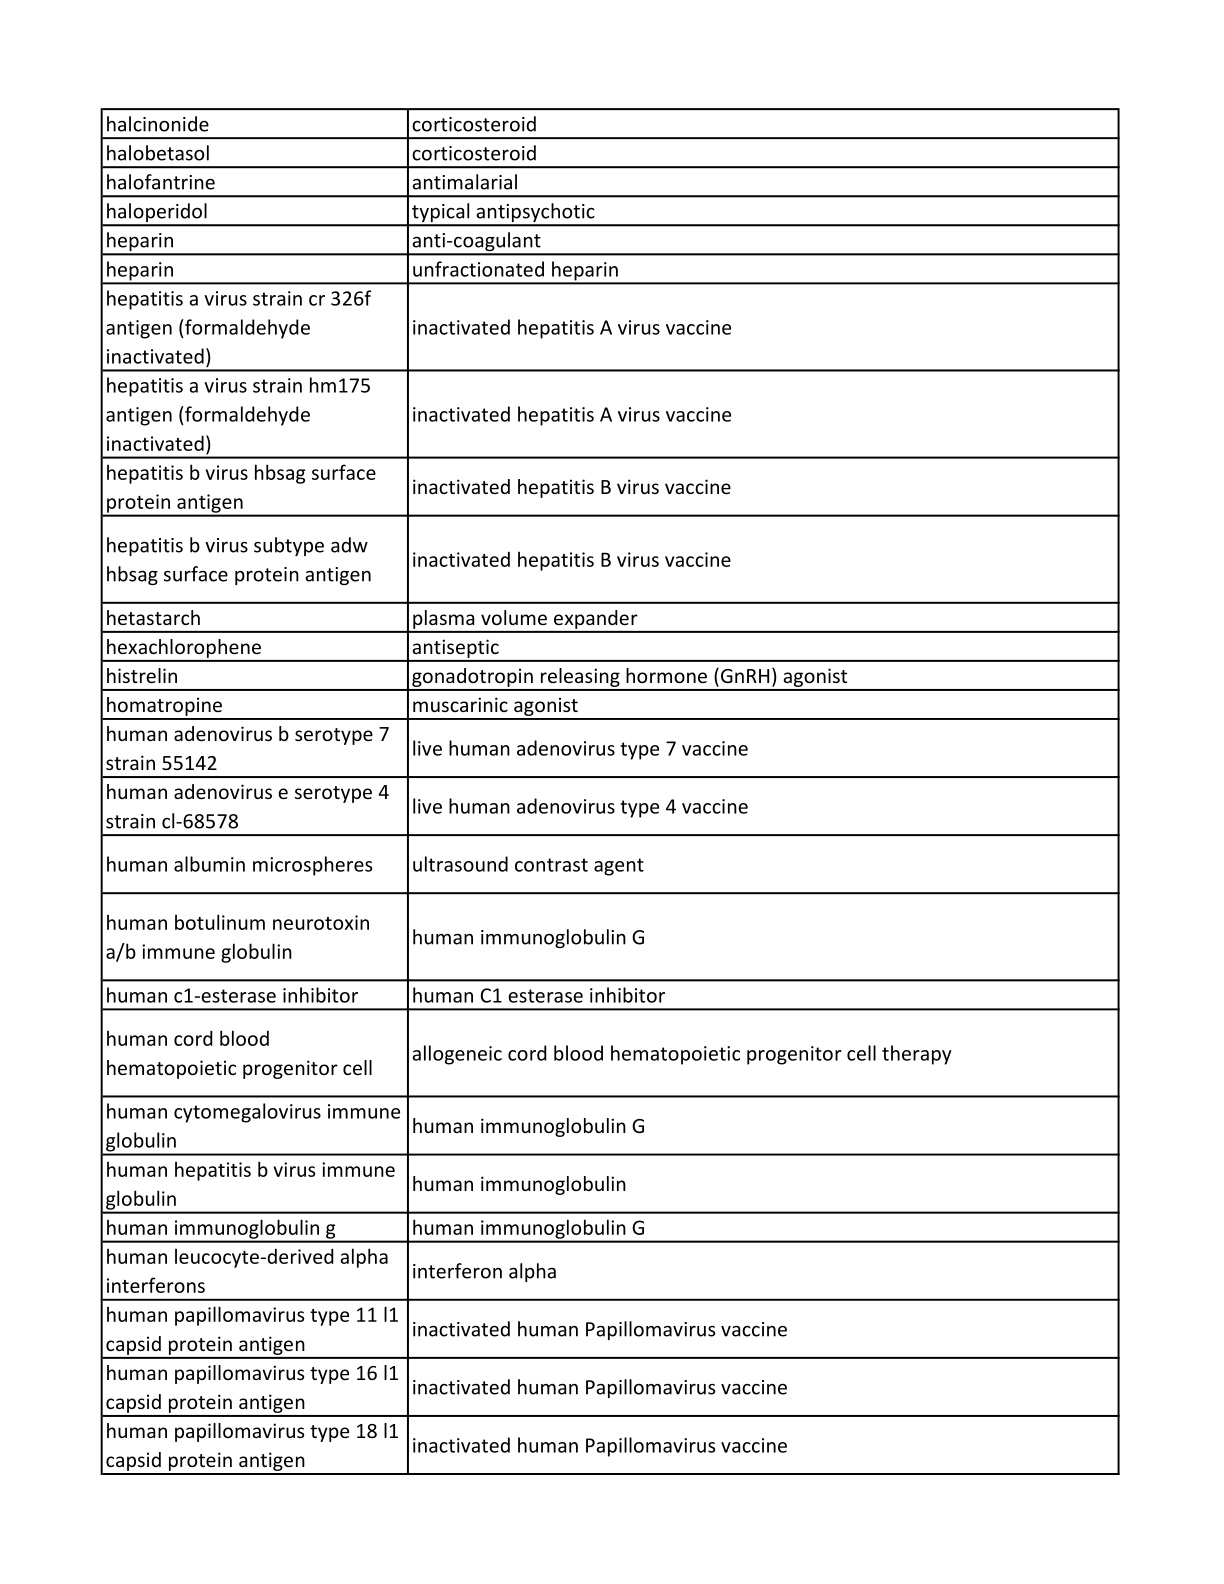 halcinonide corticosteroid
halobetasol corticosteroid
halofantrine antimalarial
haloperidol typical antipsychotic
heparin anti-coagulant
heparin unfractionated heparin
hepatitis a virus strain cr 326f
antigen (formaldehyde
inactivated)
inactivated hepatitis A virus vaccine
hepatitis a virus strain hm175
antigen (formaldehyde
inactivated)
inactivated hepatitis A virus vaccine
hepatitis b virus hbsag surface
protein antigen
inactivated hepatitis B virus vaccine
hepatitis b virus subtype adw
hbsag surface protein antigen
inactivated hepatitis B virus vaccine
hetastarch plasma volume expander
hexachlorophene antiseptic
histrelin gonadotropin releasing hormone (GnRH) agonist
homatropine muscarinic agonist
human adenovirus b serotype 7
strain 55142
live human adenovirus type 7 vaccine
human adenovirus e serotype 4
strain cl-68578
live human adenovirus type 4 vaccine
human albumin microspheres ultrasound contrast agent
human botulinum neurotoxin
a/b immune globulin
human immunoglobulin G
human c1-esterase inhibitor human C1 esterase inhibitor
human cord blood
hematopoietic progenitor cell
allogeneic cord blood hematopoietic progenitor cell therapy
human cytomegalovirus immune
globulin
human immunoglobulin G
human hepatitis b virus immune
globulin
human immunoglobulin
human immunoglobulin g human immunoglobulin G
human leucocyte-derived alpha
interferons
interferon alpha
human papillomavirus type 11 l1
capsid protein antigen
inactivated human Papillomavirus vaccine
human papillomavirus type 16 l1
capsid protein antigen
inactivated human Papillomavirus vaccine
human papillomavirus type 18 l1
capsid protein antigen
inactivated human Papillomavirus vaccine